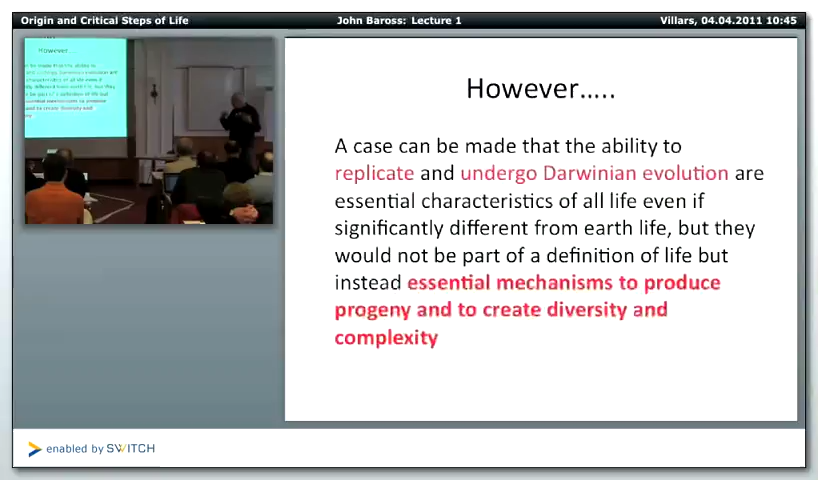 Origin and Critical Steps of Life
John Baross: Lecture 1
Villars, 04.04.2011 10:45
However...
However.....
A case can be made that the ability to
replicate and undergo Darwinian evolution are
essential characteristics of all life even if
significantly different from earth life, but they
would not be part of a definition of life but
instead essential mechanisms to produce
progeny and to create diversity and
complexity
enabled by SWITCH